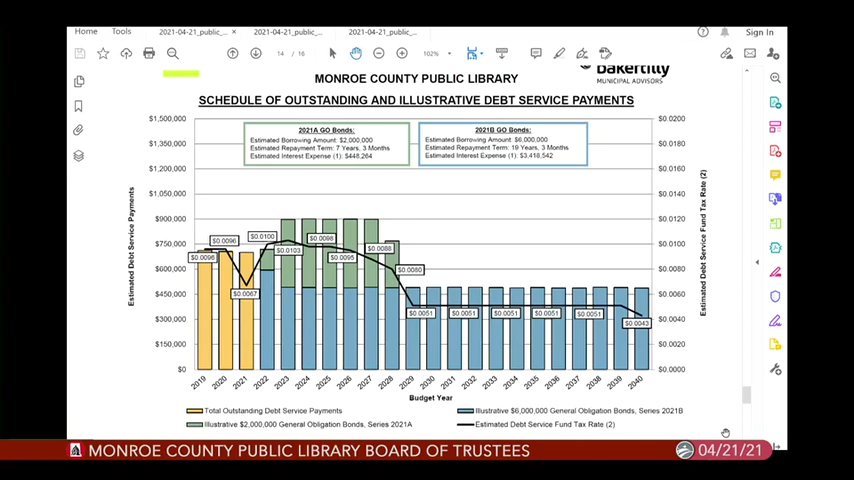 Home Tools 2021-04-21_public_... × 2021-04-21_public_... 2021-04-21_public_... Sign In
14 / 16 102%
bakertilly
MUNICIPAL ADVISORS
MONROE COUNTY PUBLIC LIBRARY
SCHEDULE OF OUTSTANDING AND ILLUSTRATIVE DEBT SERVICE PAYMENTS
2021A GO Bonds:
Estimated Borrowing Amount: $2,000,000
Estimated Repayment Term: 7 Years, 3 Months
Estimated Interest Expense (1): $448,264
2021B GO Bonds:
Estimated Borrowing Amount: $6,000,000
Estimated Repayment Term: 19 Years, 3 Months
Estimated Interest Expense (1): $3,418,542
Estimated Debt Service Payments
$1,500,000
$1,350,000
$1,200,000
$1,050,000
$900,000
$750,000
$600,000
$450,000
$300,000
$150,000
$0
$0.0098
$0.0096
$0.0067
$0.0100
$0.0103
$0.0098
$0.0095
$0.0088
$0.0080
$0.0051
$0.0051
$0.0051
$0.0051
$0.0051
$0.0043
$0.0200
$0.0180
$0.0160
$0.0140
$0.0120
$0.0100
$0.0080
$0.0060
$0.0040
$0.0020
$0.0000
Estimated Debt Service Fund Tax Rate (2)
2019 2020 2021 2022 2023 2024 2025 2026 2027 2028 2029 2030 2031 2032 2033 2034 2035 2036 2037 2038 2039 2040
Budget Year
Total Outstanding Debt Service Payments
Illustrative $6,000,000 General Obligation Bonds, Series 2021B
Illustrative $2,000,000 General Obligation Bonds, Series 2021A
Estimated Debt Service Fund Tax Rate (2)
MONROE COUNTY PUBLIC LIBRARY BOARD OF TRUSTEES
04/21/21